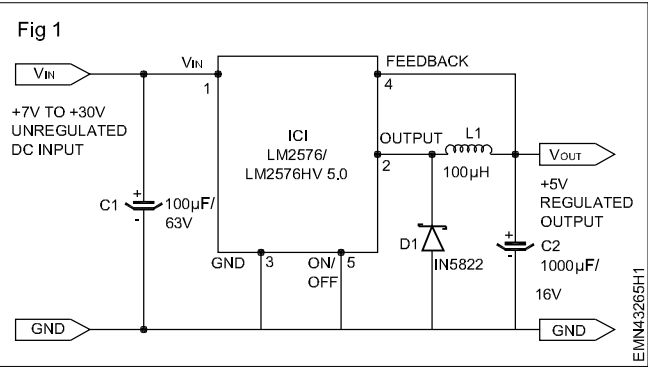 Fig 1
VIN
VIN
1
FEEDBACK
4
+7V TO +30V
UNREGULATED
DC INPUT
ICI
LM2576/
LM2576HV 5.0
OUTPUT
2
L1
100µH
VOUT
+5V
REGULATED
OUTPUT
C1
+
-
100µF/
63V
D1
IN5822
+
-
C2
1000µF/
16V
GND
3
ON/
OFF
5
GND
GND
EMN43265H1